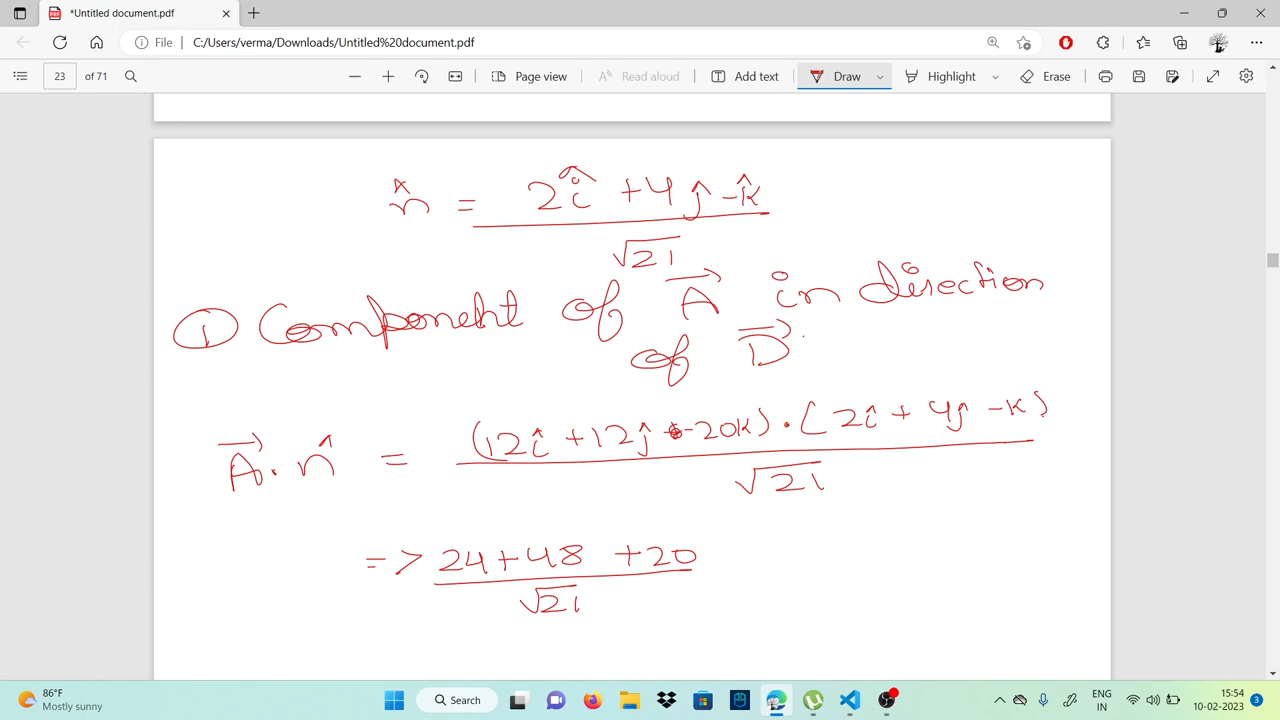 *Untitled document.pdf
File C:/Users/verma/Downloads/Untitled%20document.pdf
23 of 71 Page view Read aloud Add text Draw Highlight Erase
n̂ = 2î + 4ĵ - k̂
√21
① Component of A⃗ in direction
of D⃗
A⃗ . n̂ = (12î + 12ĵ - 20k) . (2î + 4ĵ - k)
√21
=> 24 + 48 + 20
√21
86°F
Mostly sunny
Search
ENG
IN
15:54
10-02-2023
3